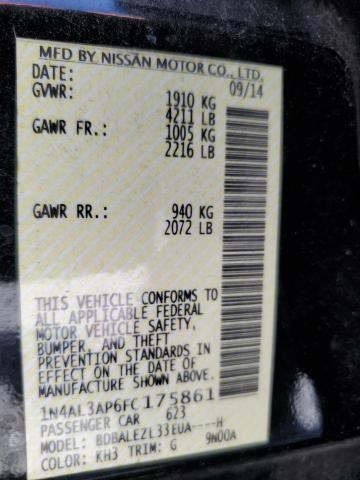 MFD BY NISSAN MOTOR CO., LTD.
DATE: 09/14
GVWR: 1910 KG
4211 LB
GAWR FR.: 1005 KG
2216 LB
GAWR RR.: 940 KG
2072 LB
THIS VEHICLE CONFORMS TO
ALL APPLICABLE FEDERAL
MOTOR VEHICLE SAFETY,
BUMPER, AND THEFT
PREVENTION STANDARDS IN
EFFECT ON THE DATE OF
MANUFACTURE SHOWN ABOVE.
1N4AL3AP6FC175861
PASSENGER CAR 623
MODEL: BDBALEZL33EUA----H
COLOR: KH3 TRIM: G 9N00A